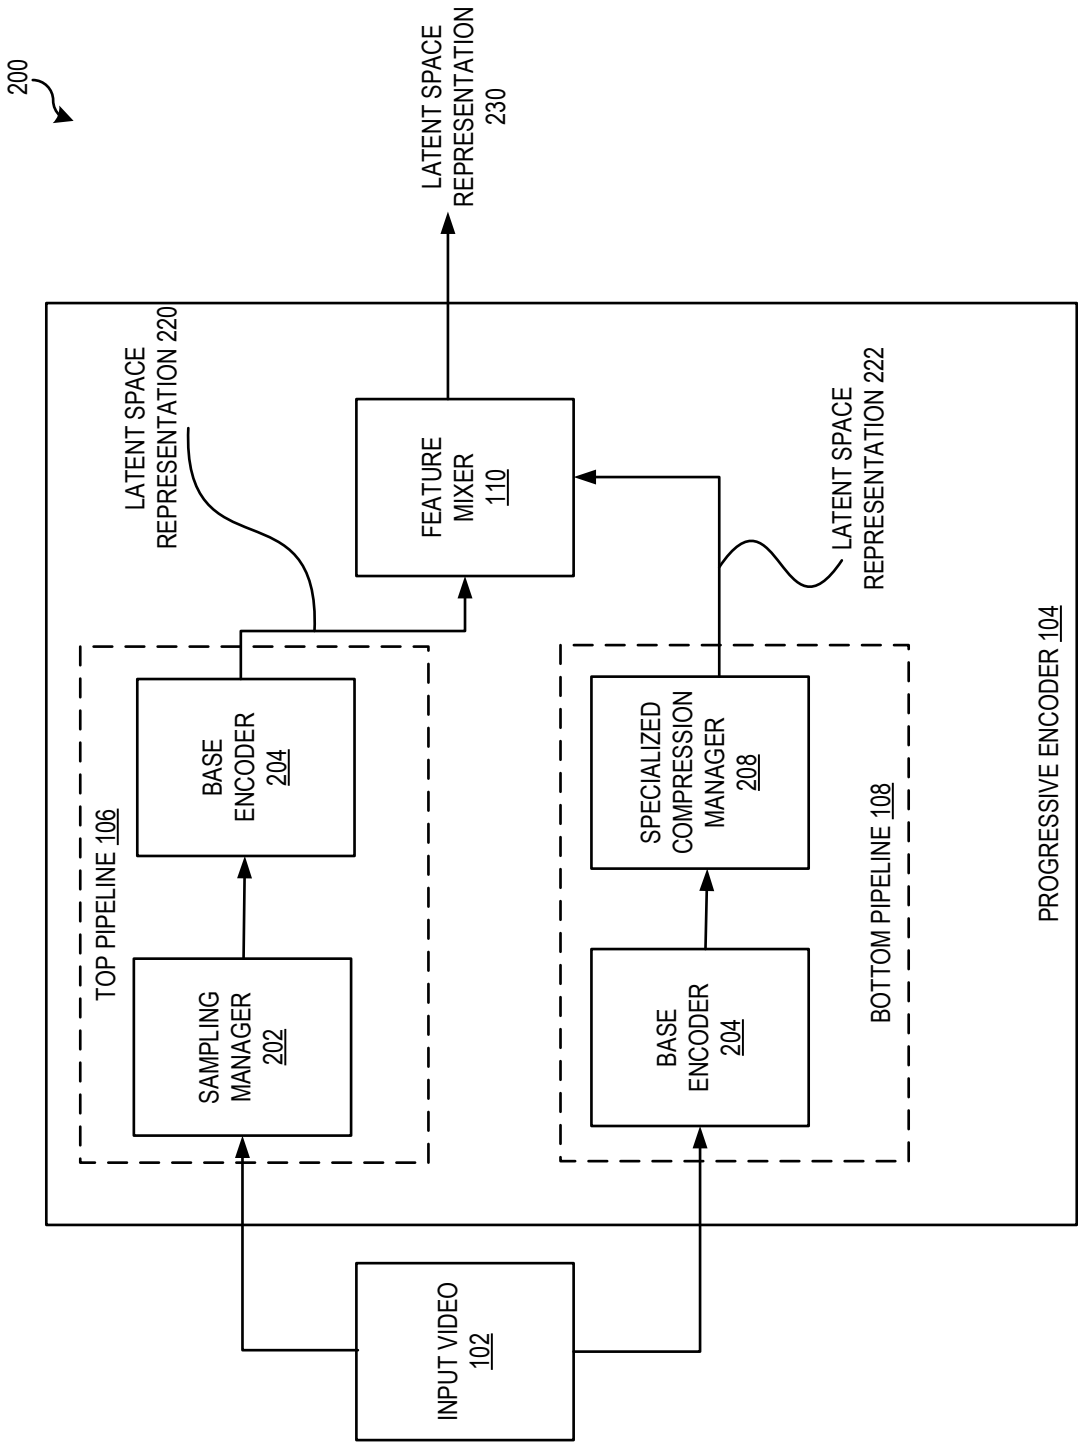 200
INPUT VIDEO
102
TOP PIPELINE 106
SAMPLING
MANAGER
202
BASE
ENCODER
204
LATENT SPACE
REPRESENTATION 220
BASE
ENCODER
204
SPECIALIZED
COMPRESSION
MANAGER
208
BOTTOM PIPELINE 108
LATENT SPACE
REPRESENTATION 222
FEATURE
MIXER
110
LATENT SPACE
REPRESENTATION
230
PROGRESSIVE ENCODER 104